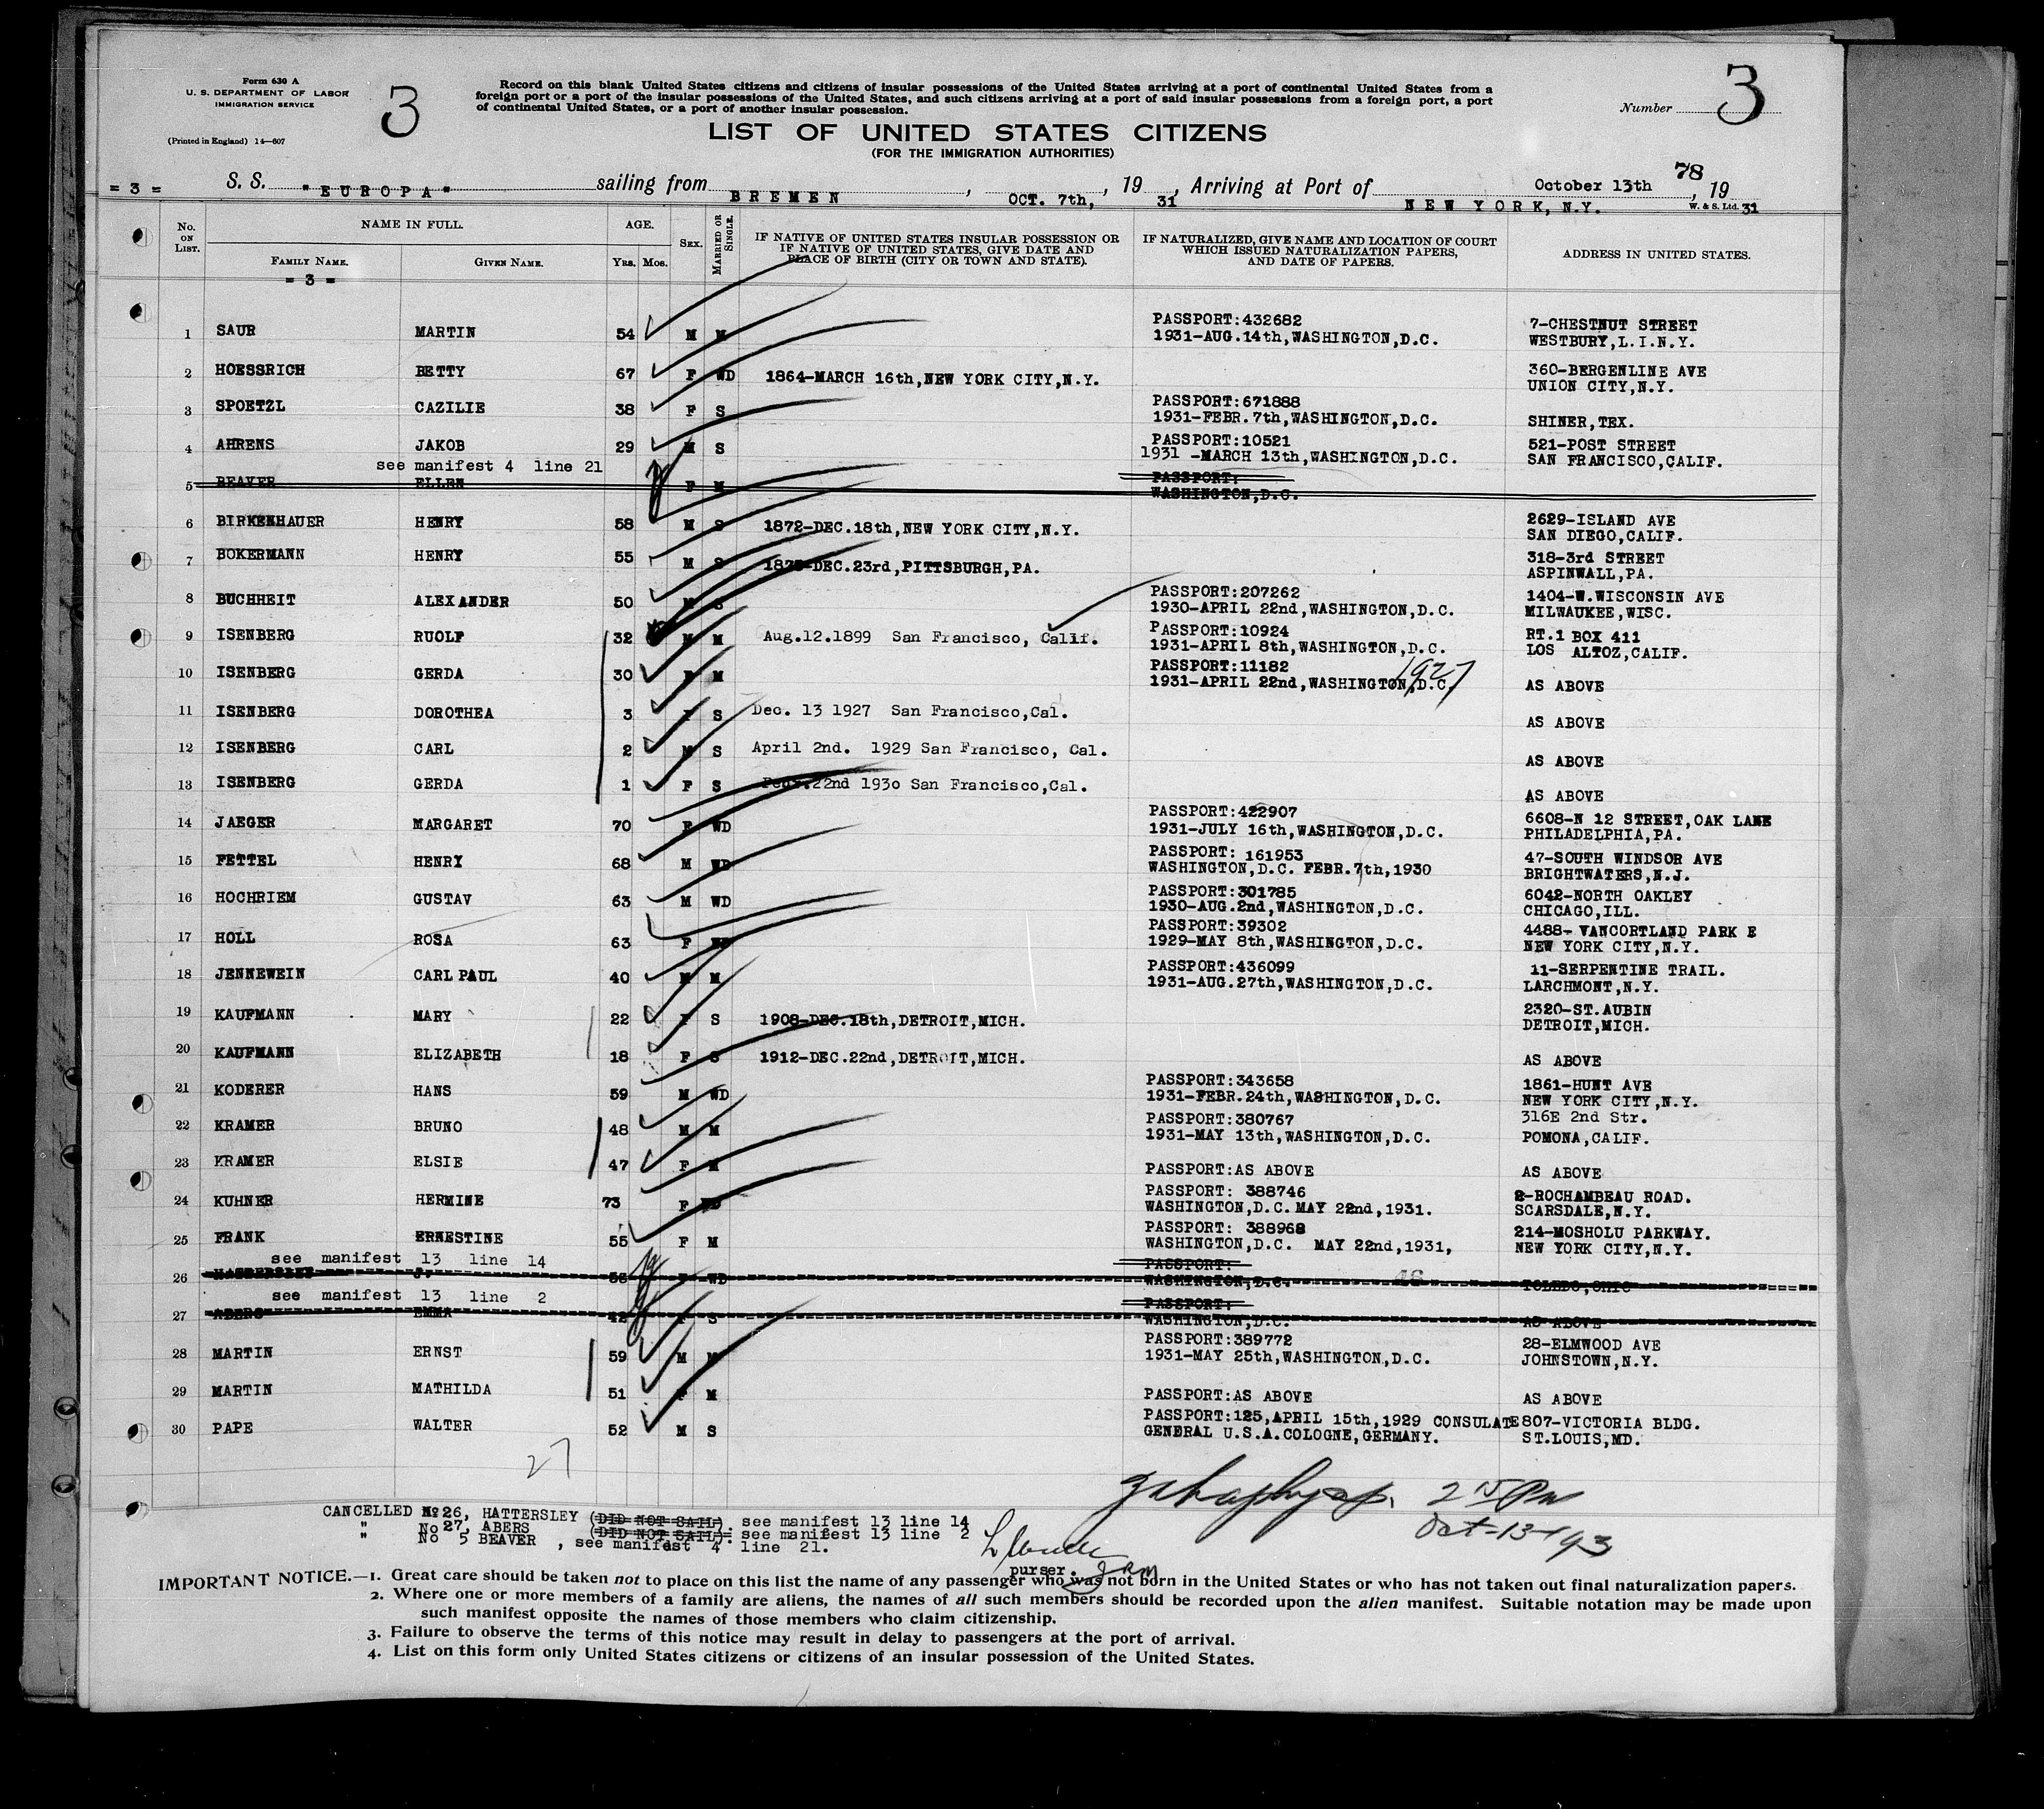 Form 630 A
U. S. DEPARTMENT OF LABOR
IMMIGRATION SERVICE
(Printed in England) 14—607
3
Record on this blank United States citizens and citizens of insular possessions of the United States arriving at a port of continental United States from a
foreign port or a port of the insular possessions of the United States, and such citizens arriving at a port of said insular possessions from a foreign port, a port
of continental United States, or a port of another insular possession.
Number 3
LIST OF UNITED STATES CITIZENS
(FOR THE IMMIGRATION AUTHORITIES)
78
= 3 = S. S. "EUROPA" sailing from BREMEN, OCT. 7th, 1931, Arriving at Port of NEW YORK, N.Y. October 13th, 1931
W. & S. Ltd.
No. ON LIST. NAME IN FULL. AGE. SEX. MARRIED OR SINGLE. IF NATIVE OF UNITED STATES INSULAR POSSESSION OR IF NATIVE OF UNITED STATES, GIVE DATE AND PLACE OF BIRTH (CITY OR TOWN AND STATE). IF NATURALIZED, GIVE NAME AND LOCATION OF COURT WHICH ISSUED NATURALIZATION PAPERS, AND DATE OF PAPERS. ADDRESS IN UNITED STATES.
FAMILY NAME. GIVEN NAME. YRS. MOS.
= 3 =
1 SAUR MARTIN 54 M M PASSPORT:432682 1931-AUG.14th,WASHINGTON,D.C. 7-CHESTNUT STREET WESTBURY,L.I.N.Y.
2 HOESSRICH BETTY 67 F WD 1864-MARCH 16th,NEW YORK CITY,N.Y. 360-BERGENLINE AVE UNION CITY,N.Y.
3 SPOETZL CAZILIE 38 F S PASSPORT:671888 1931-FEBR.7th,WASHINGTON,D.C. SHINER,TEX.
4 AHRENS JAKOB 29 M S PASSPORT:10521 1931 -MARCH 13th,WASHINGTON,D.C. 521-POST STREET SAN FRANCISCO,CALIF.
see manifest 4 line 21
5 BEAVER ELLEN F M PASSPORT: WASHINGTON,D.C.
6 BIRKENHAUER HENRY 58 M S 1872-DEC.18th,NEW YORK CITY,N.Y. 2629-ISLAND AVE SAN DIEGO,CALIF.
7 BOKERMANN HENRY 55 M S DEC.23rd,PITTSBURGH,PA. 318-3rd STREET ASPINWALL,PA.
8 BUCHHEIT ALEXANDER 50 M S PASSPORT:207262 1930-APRIL 22nd,WASHINGTON,D.C. 1404-W.WISCONSIN AVE MILWAUKEE,WISC.
9 ISENBERG RUOLF 32 M M Aug.12.1899 San Francisco, Calif. PASSPORT:10924 1931-APRIL 8th,WASHINGTON,D.C. RT.1 BOX 411 LOS ALTOZ,CALIF.
10 ISENBERG GERDA 30 F M PASSPORT:11182 1931-APRIL 22nd,WASHINGTON,D.C. 1927 AS ABOVE
11 ISENBERG DOROTHEA 3 F S Dec. 13 1927 San Francisco,Cal. AS ABOVE
12 ISENBERG CARL 2 M S April 2nd. 1929 San Francisco, Cal. AS ABOVE
13 ISENBERG GERDA 1 F S Febr.22nd 1930 San Francisco,Cal. AS ABOVE
14 JAEGER MARGARET 70 F WD PASSPORT:422907 1931-JULY 16th,WASHINGTON,D.C. 6608-N 12 STREET,OAK LANE PHILADELPHIA,PA.
15 FETTEL HENRY 68 M WD PASSPORT: 161953 WASHINGTON,D.C. FEBR.7th,1930 47-SOUTH WINDSOR AVE BRIGHTWATERS,N.J.
16 HOCHRIEM GUSTAV 63 M WD PASSPORT:301785 1930-AUG.2nd,WASHINGTON,D.C. 6042-NORTH OAKLEY CHICAGO,ILL.
17 HOLL ROSA 63 F WD PASSPORT:39302 1929-MAY 8th,WASHINGTON,D.C. 4488- VANCORTLAND PARK E NEW YORK CITY,N.Y.
18 JENNEWEIN CARL PAUL 40 M M PASSPORT:436099 1931-AUG.27th,WASHINGTON,D.C. 11-SERPENTINE TRAIL. LARCHMONT,N.Y.
19 KAUFMANN MARY 22 F S 1908-DEC.18th,DETROIT,MICH. 2320-ST.AUBIN DETROIT,MICH.
20 KAUFMANN ELIZABETH 18 F S 1912-DEC.22nd,DETROIT,MICH. AS ABOVE
21 KODERER HANS 59 M WD PASSPORT:343658 1931-FEBR.24th,WASHINGTON,D.C. 1861-HUNT AVE NEW YORK CITY,N.Y.
22 KRAMER BRUNO 48 M M PASSPORT:380767 1931-MAY 13th,WASHINGTON,D.C. 316E 2nd Str. POMONA,CALIF.
23 KRAMER ELSIE 47 F M PASSPORT:AS ABOVE AS ABOVE
24 KUHNER HERMINE 73 F WD PASSPORT: 388746 WASHINGTON,D.C. MAY 22nd,1931. 2-ROCHAMBEAU ROAD. SCARSDALE,N.Y.
25 FRANK ERNESTINE 55 F M PASSPORT: 388968 WASHINGTON,D.C. MAY 22nd,1931, 214-MOSHOLU PARKWAY. NEW YORK CITY,N.Y.
see manifest 13 line 14
26 HATTERSLEY 56 F WD PASSPORT: WASHINGTON,D.C. TOLEDO,OHIO
see manifest 13 line 2
27 ABERS EMMA 42 F S PASSPORT: WASHINGTON,D.C. AS ABOVE
28 MARTIN ERNST 59 M M PASSPORT:389772 1931-MAY 25th,WASHINGTON,D.C. 28-ELMWOOD AVE JOHNSTOWN,N.Y.
29 MARTIN MATHILDA 51 F M PASSPORT:AS ABOVE AS ABOVE
30 PAPE WALTER 52 M S PASSPORT:125,APRIL 15th,1929 CONSULATE GENERAL U.S.A.COLOGNE,GERMANY. 807-VICTORIA BLDG. ST.LOUIS,MD.
27
CANCELLED No 26, HATTERSLEY (DID NOT SAIL). see manifest 13 line 14
" No 27, ABERS (DID NOT SAIL). see manifest 13 line 2
" No 5 BEAVER , see manifest 4 line 21.
Oct-13-193
purser.
IMPORTANT NOTICE.—1. Great care should be taken not to place on this list the name of any passenger who was not born in the United States or who has not taken out final naturalization papers.
2. Where one or more members of a family are aliens, the names of all such members should be recorded upon the alien manifest. Suitable notation may be made upon
such manifest opposite the names of those members who claim citizenship.
3. Failure to observe the terms of this notice may result in delay to passengers at the port of arrival.
4. List on this form only United States citizens or citizens of an insular possession of the United States.